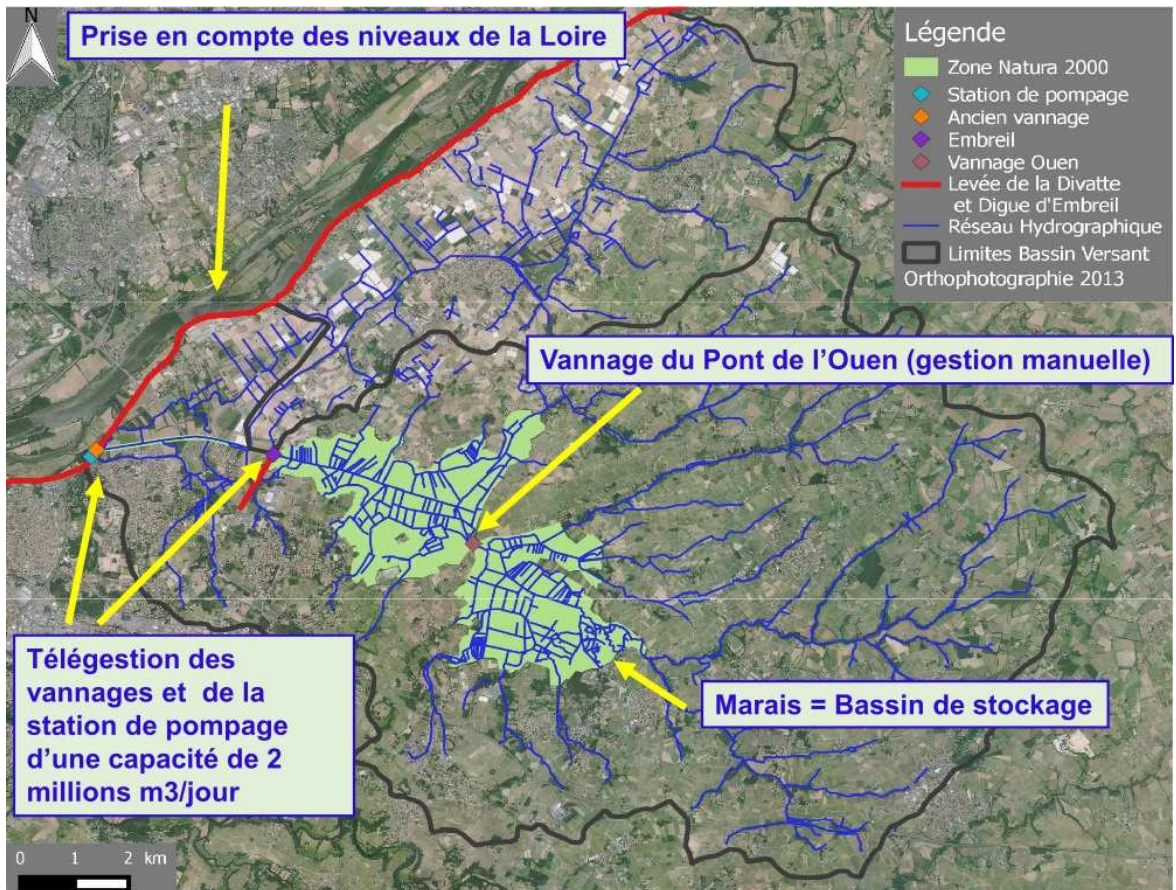 N
Prise en compte des niveaux de la Loire
Légende
Zone Natura 2000
Station de pompage
Ancien vannage
Embreil
Vannage Ouen
Levée de la Divatte
et Digue d'Embreil
Réseau Hydrographique
Limites Bassin Versant
Orthophotographie 2013
Vannage du Pont de l'Ouen (gestion manuelle)
Télégestion des
vannages et de la
station de pompage
d'une capacité de 2
millions m3/jour
Marais = Bassin de stockage
0 1 2 km